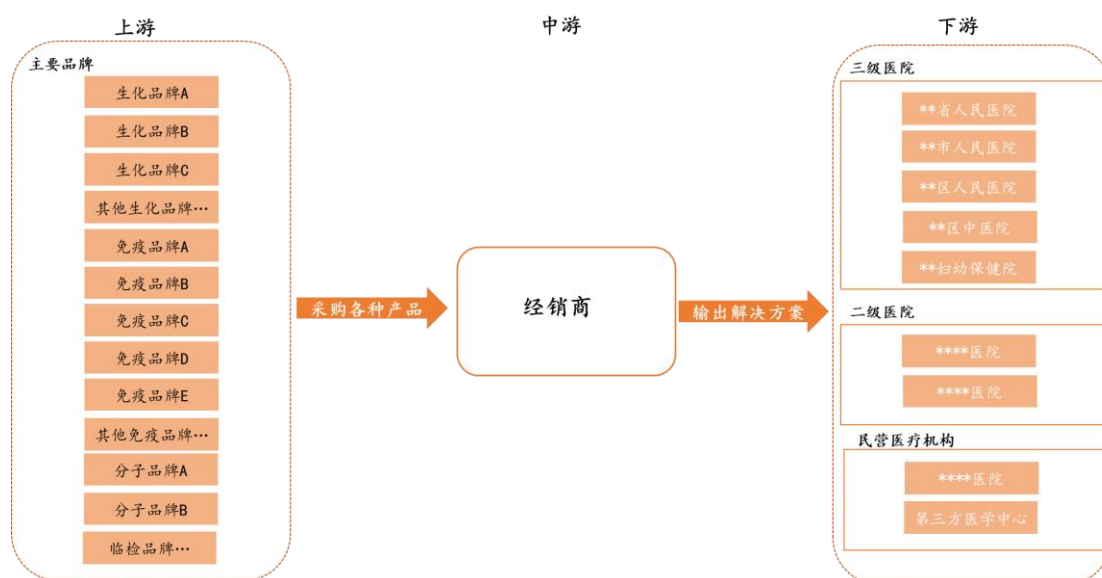 上游
主要品牌
生化品牌A
生化品牌B
生化品牌C
其他生化品牌…
免疫品牌A
免疫品牌B
免疫品牌C
免疫品牌D
免疫品牌E
其他免疫品牌…
分子品牌A
分子品牌B
临检品牌…
采购各种产品
中游
经销商
输出解决方案
下游
三级医院
**省人民医院
**市人民医院
**区人民医院
**区中医院
**妇幼保健院
二级医院
****医院
****医院
民营医疗机构
****医院
第三方医学中心